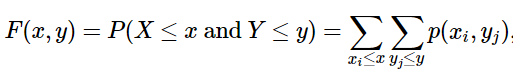 F(x, y) = P(X ≤ x and Y ≤ y) = ∑_{x_i≤x} ∑_{y_j≤y} p(x_i, y_j),